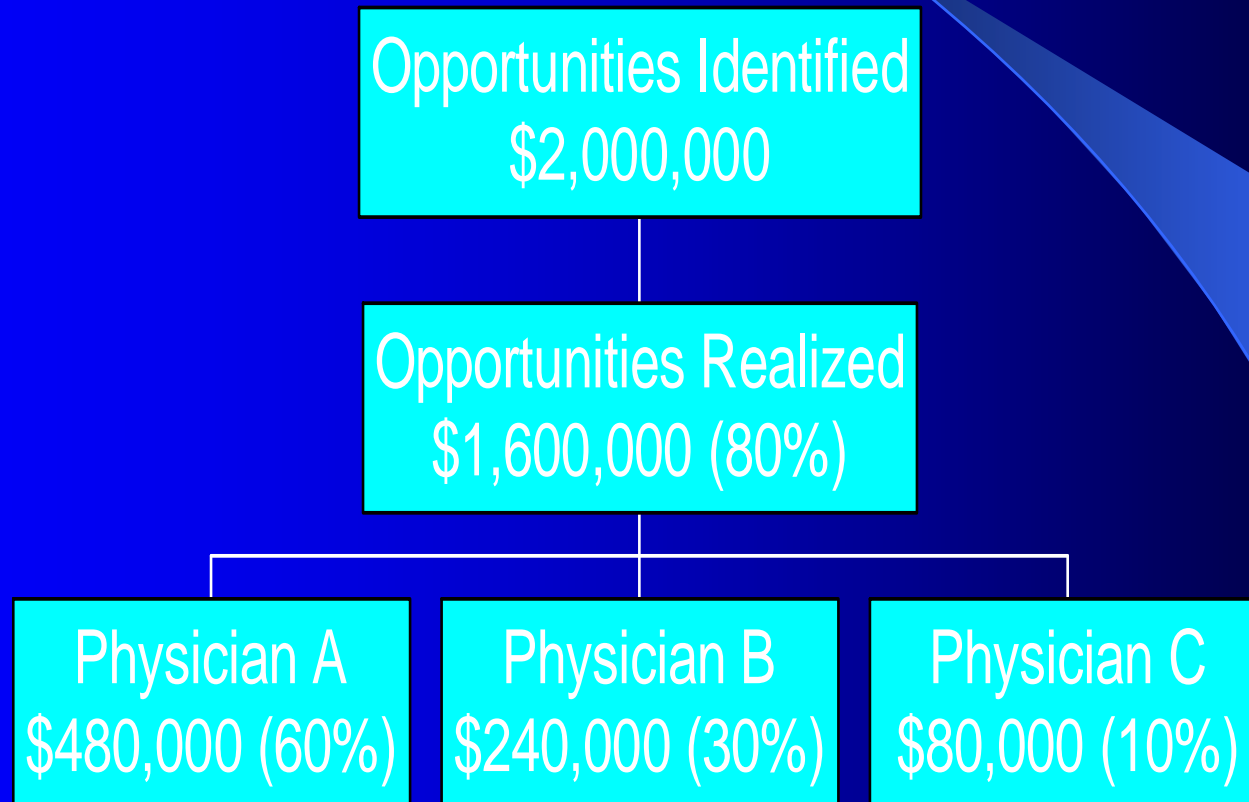 Opportunities Identified
$2,000,000
Opportunities Realized
$1,600,000 (80%)
Physician A
$480,000 (60%)
Physician B
$240,000 (30%)
Physician C
$80,000 (10%)